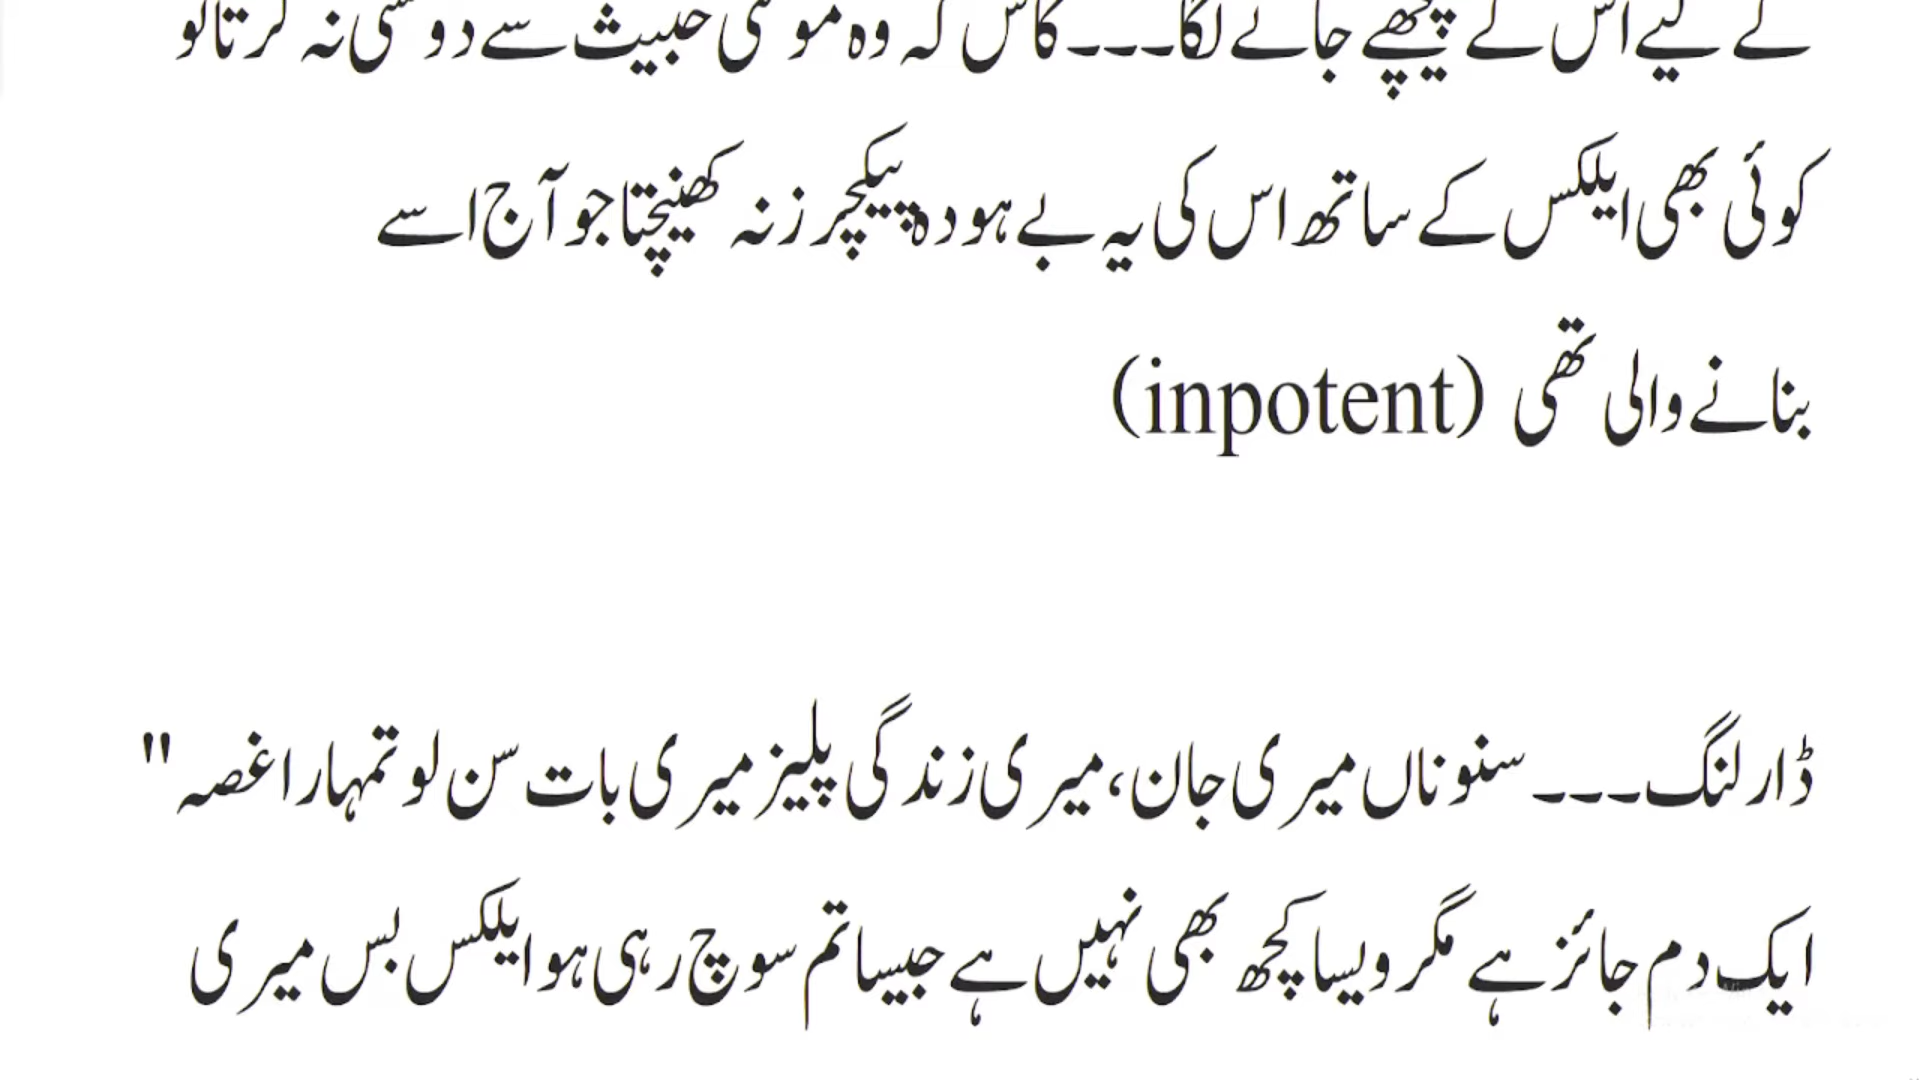 کے لیے اس کے پیچھے جانے لگا۔۔۔ کاش کہ وہ موسیٰ خبیث سے دوستی نہ کرتا تو
کوئی بھی ایلکس کے ساتھ اس کی یہ بے ہودہ پیکچرز نہ کھینچتا جو آج اسے
بنانے والی تھی (inpotent)
ڈارلنگ۔۔۔ سنو ناں میری جان، میری زندگی پلیز میری بات سن لو تمہارا غصہ "
ایک دم جائز ہے مگر ویسا کچھ بھی نہیں ہے جیسا تم سوچ رہی ہو ایلکس بس میری